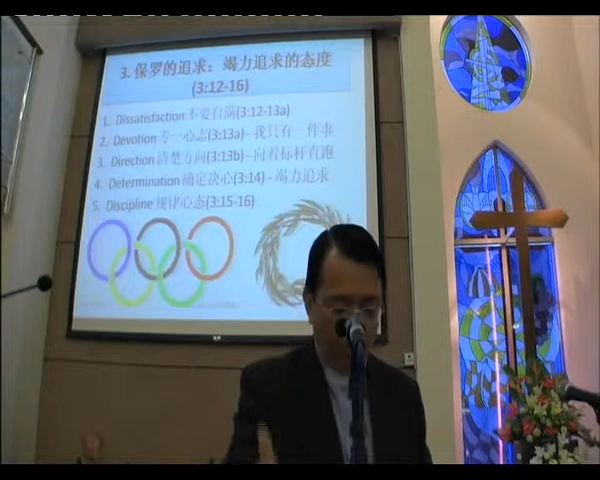 3. 保罗的追求：竭力追求的态度
(3:12-16)
1. Dissatisfaction 不要自满(3:12-13a)
2. Devotion 专一心志(3:13a) - 我只有一件事
3. Direction 清楚方向(3:13b) - 向着标杆直跑
4. Determination 确定决心(3:14) - 竭力追求
5. Discipline 规律心态(3:15-16)